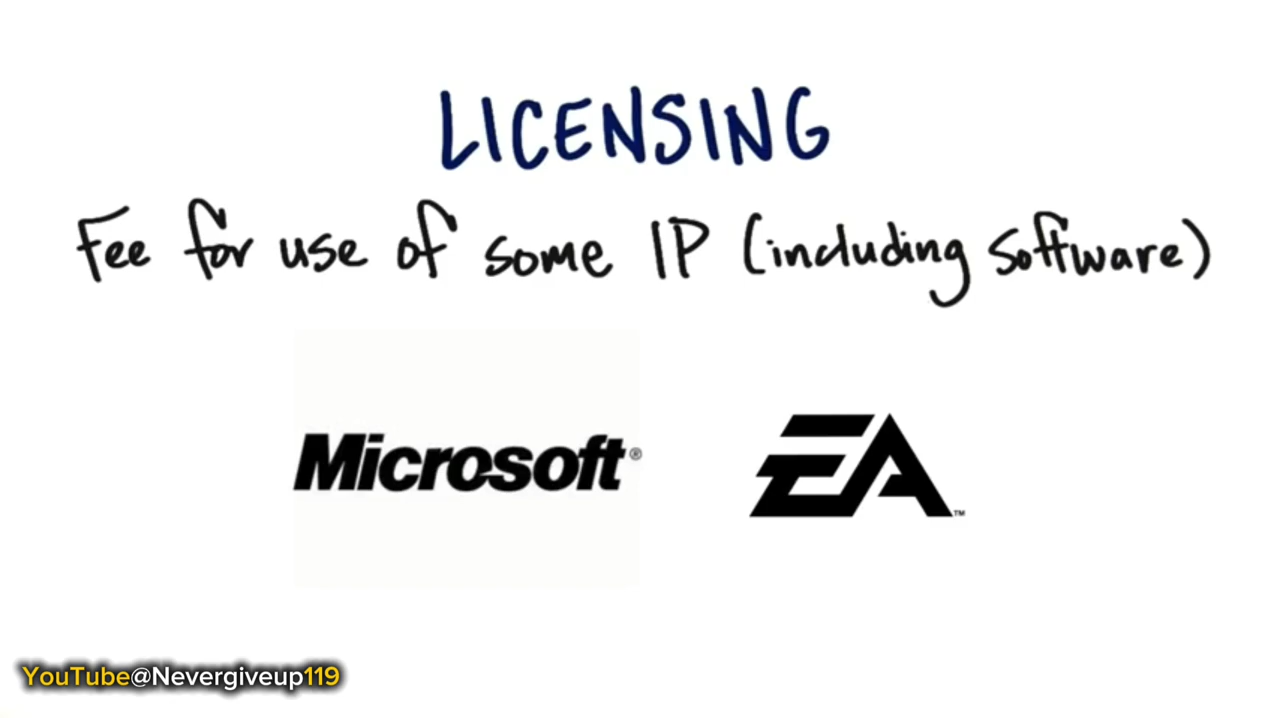 LICENSING
Fee for use of some IP (including software)
Microsoft®
EA™
YouTube@Nevergiveup119